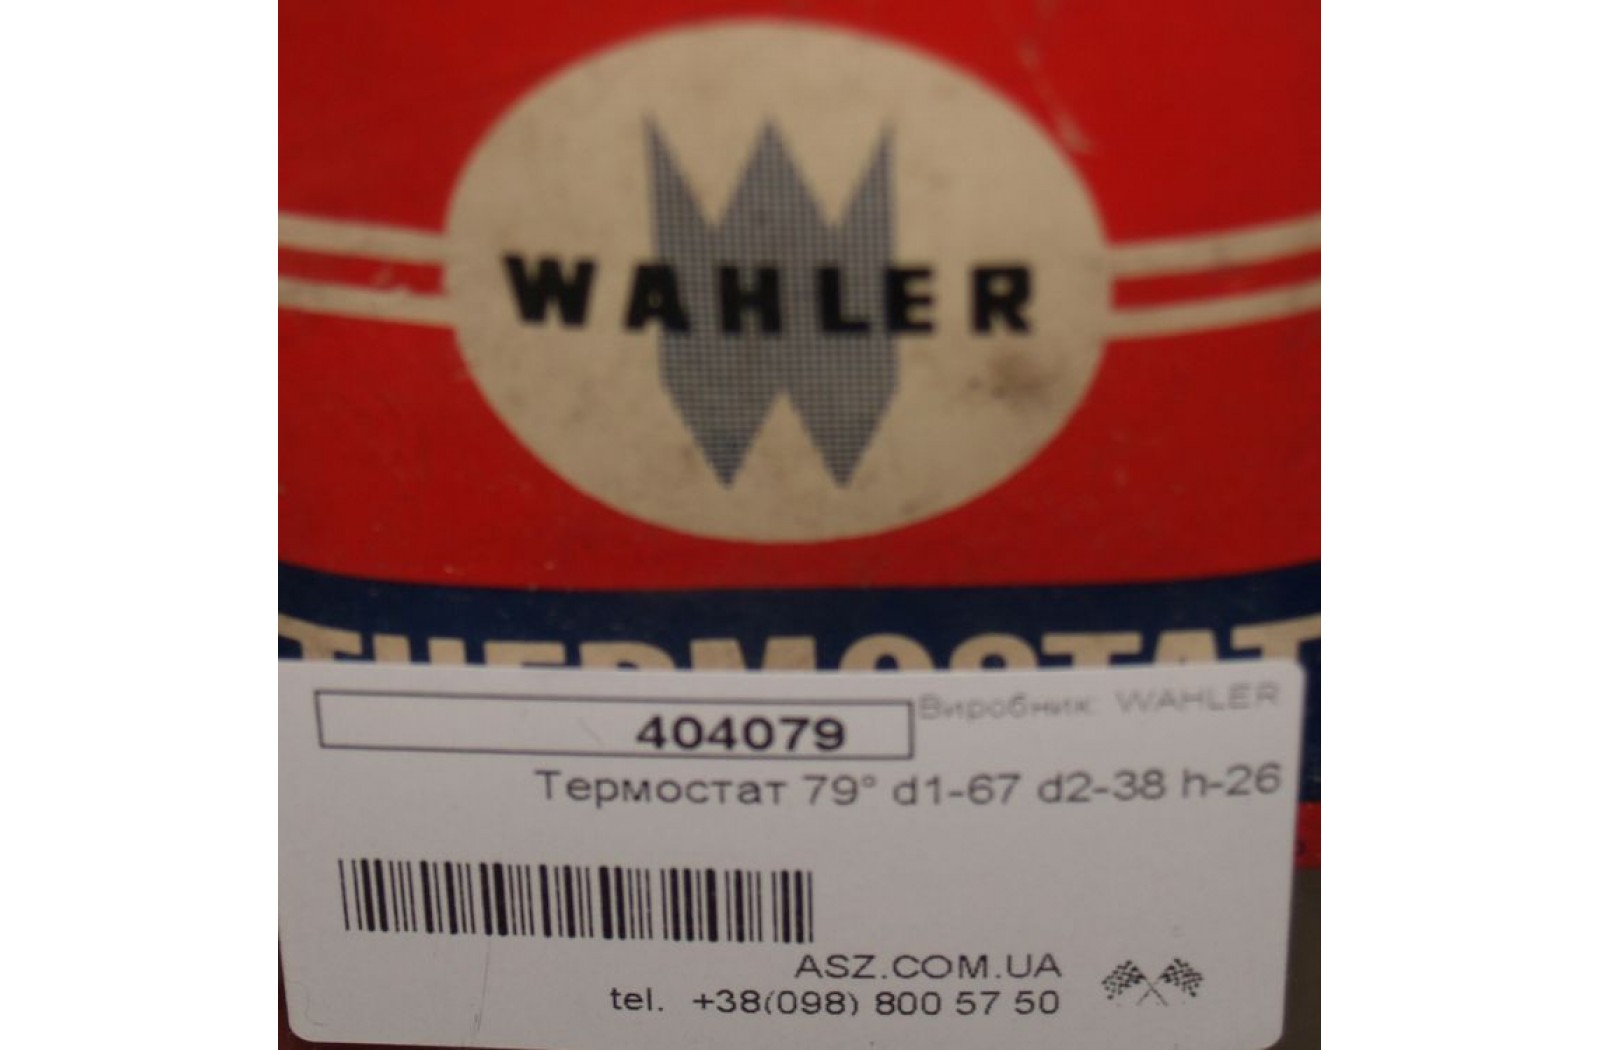 WAHLER
THERMOSTAT
404079
Виробник: WAHLER
Термостат 79° d1-67 d2-38 h-26
ASZ.COM.UA
tel. +38(098) 800 57 50